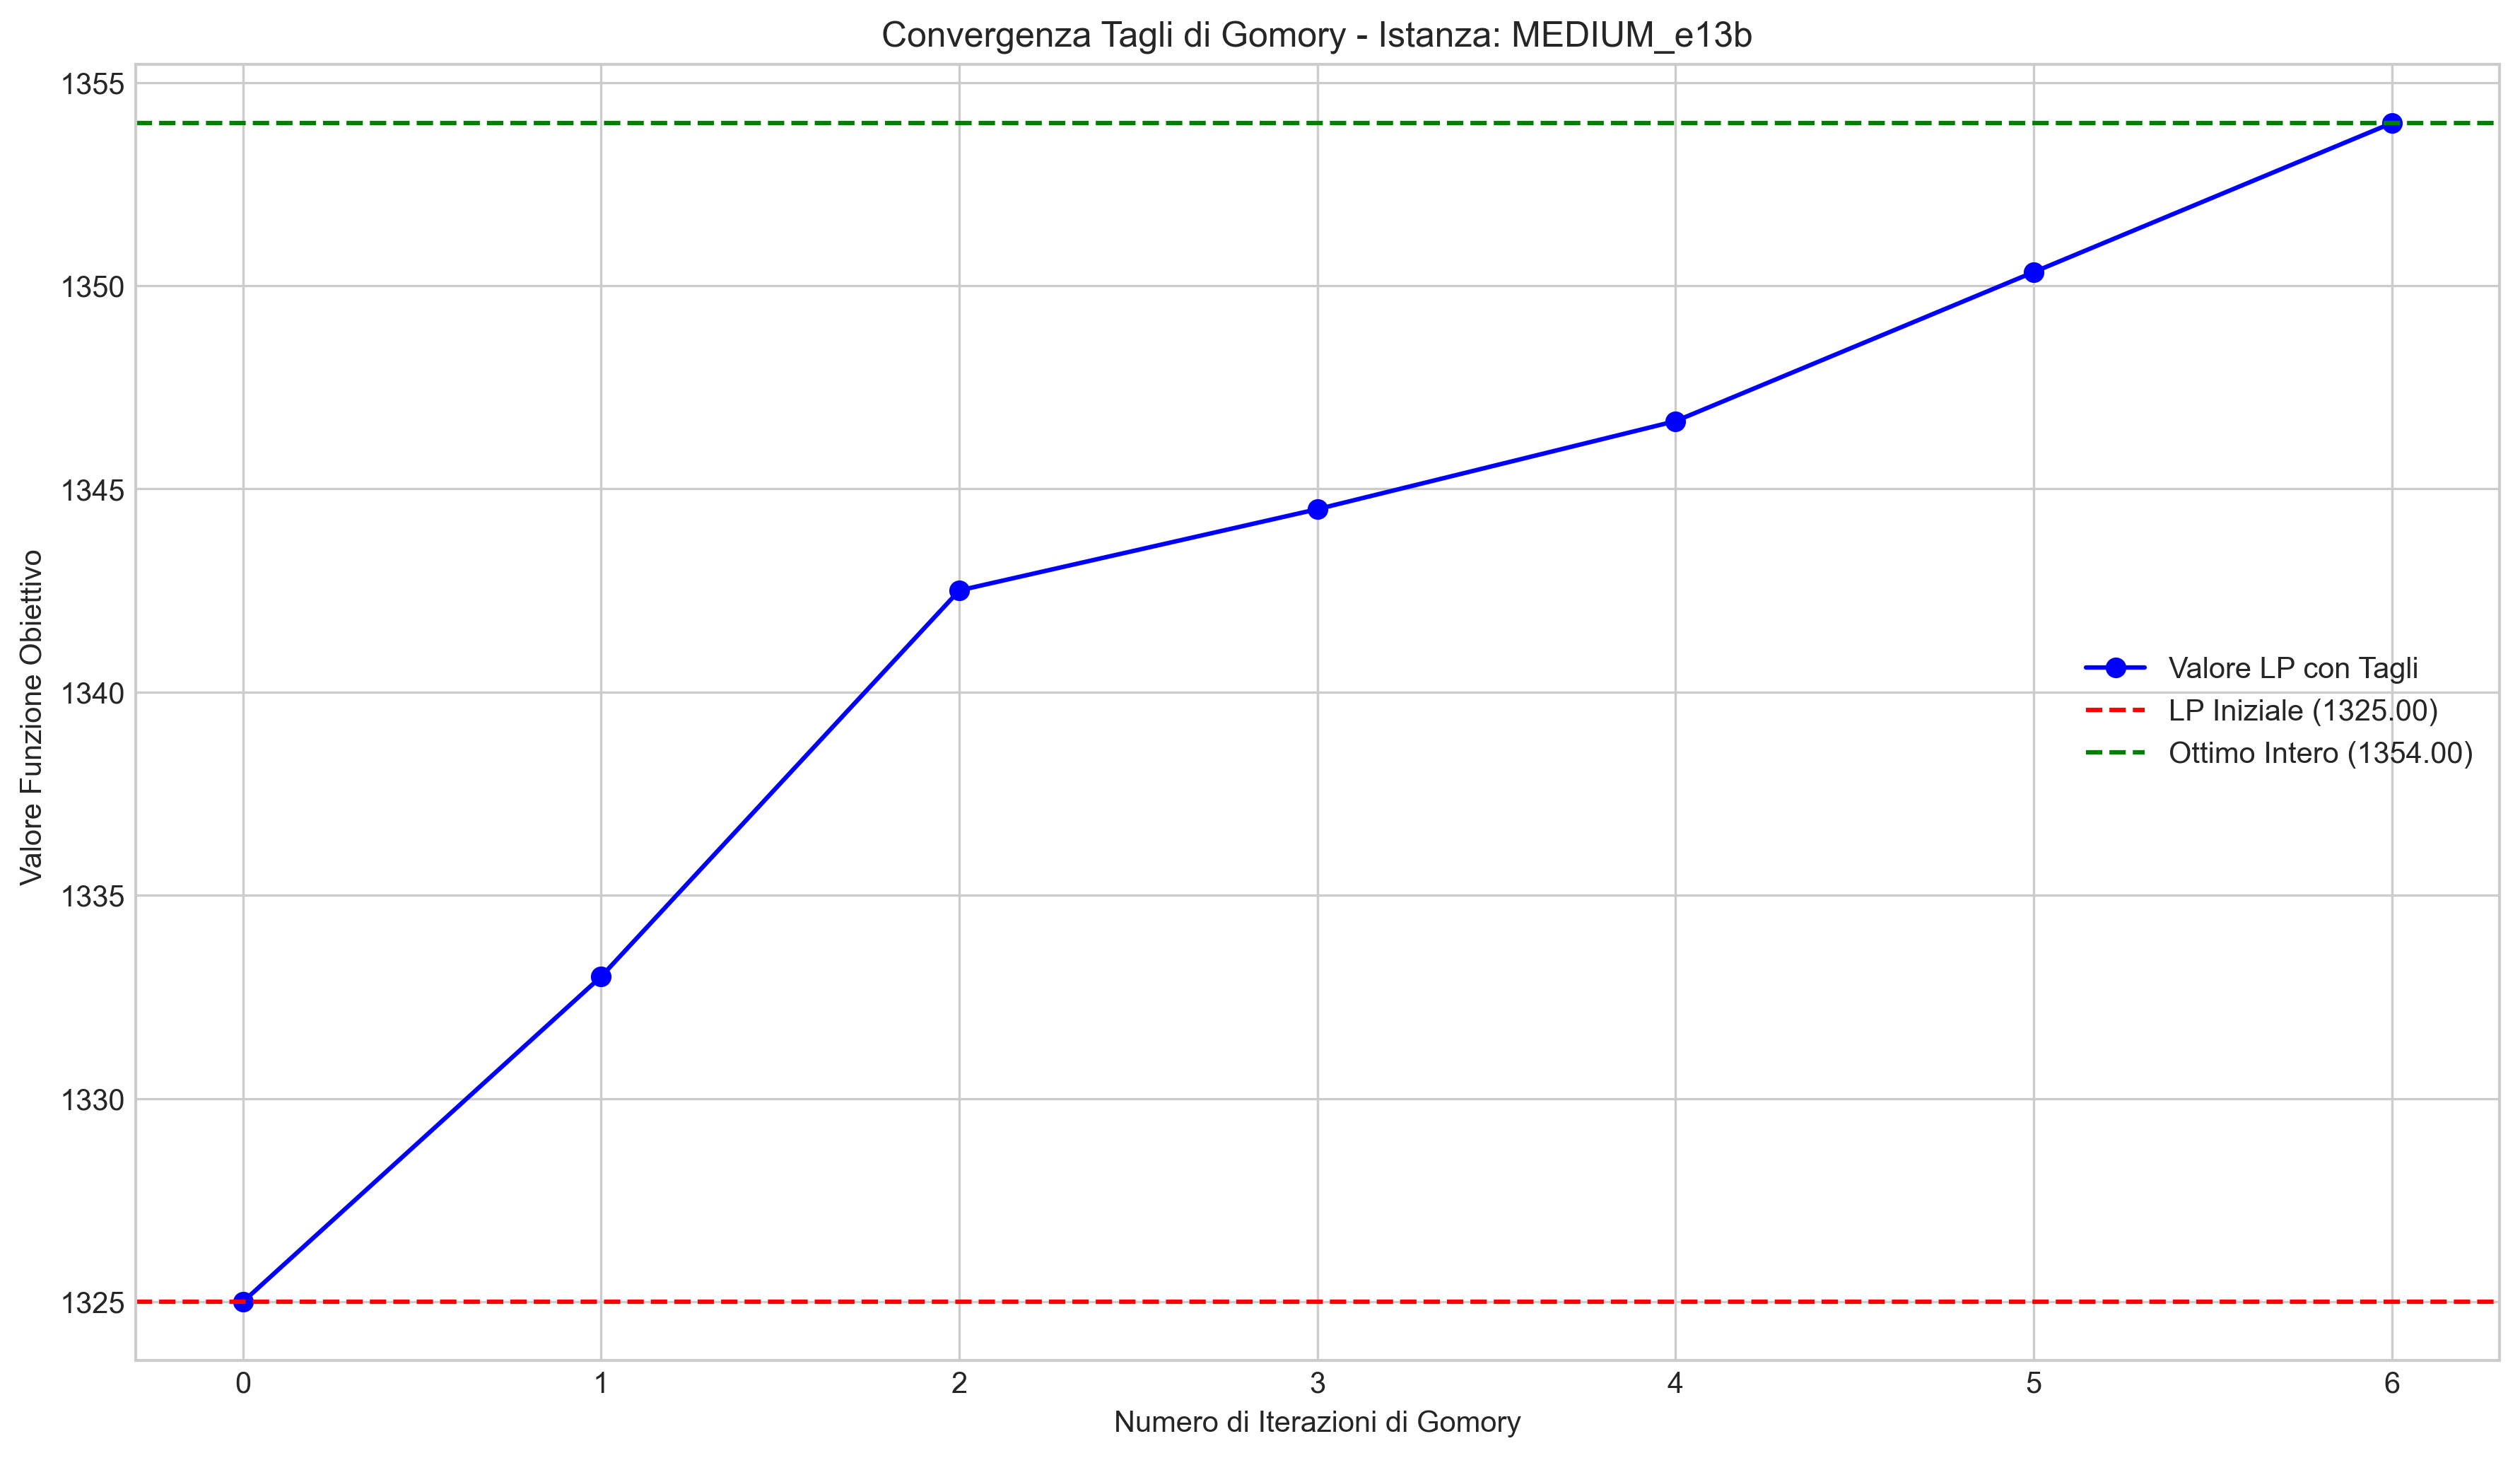 Convergenza Tagli di Gomory - Istanza: MEDIUM_e13b
Valore Funzione Obiettivo
1355
1350
1345
1340
1335
1330
1325
Valore LP con Tagli
LP Iniziale (1325.00)
Ottimo Intero (1354.00)
0 1 2 3 4 5 6
Numero di Iterazioni di Gomory